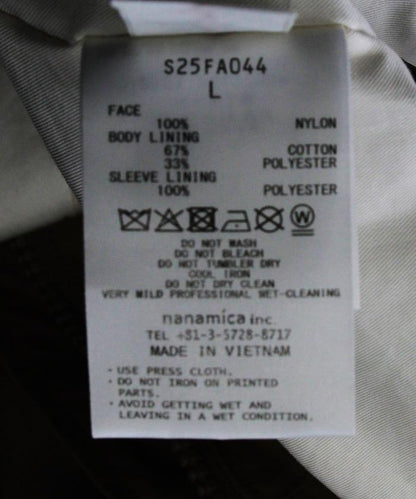 S25FA044
L
FACE
100% NYLON
BODY LINING
67% COTTON
33% POLYESTER
SLEEVE LINING
100% POLYESTER
W
DO NOT WASH
DO NOT BLEACH
DO NOT TUMBLER DRY
COOL IRON
DO NOT DRY CLEAN
VERY MILD PROFESSIONAL WET-CLEANING
nanamica inc.
TEL +81-3-5728-8717
MADE IN VIETNAM
・USE PRESS CLOTH.
・DO NOT IRON ON PRINTED
PARTS.
・AVOID GETTING WET AND
LEAVING IN A WET CONDITION.